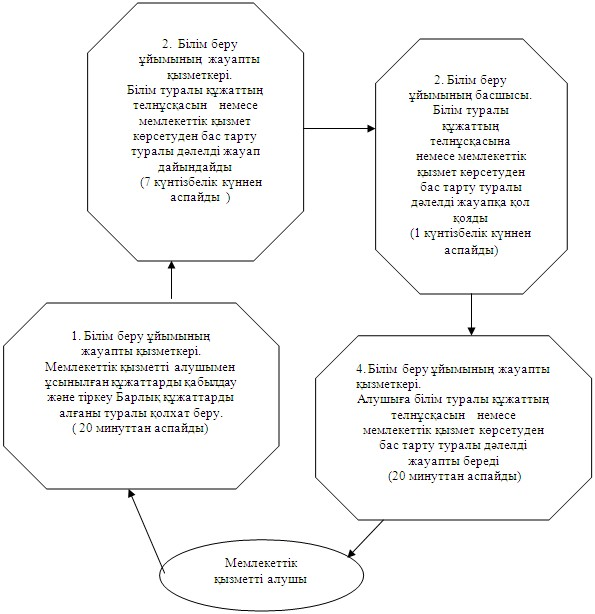 2. Білім беру
ұйымының жауапты
қызметкері.
Білім туралы құжаттың
телнұсқасын немесе
мемлекеттік қызмет
көрсетуден бас тарту
туралы дәлелді жауап
дайындайды
(7 күнтізбелік күннен
аспайды )
2. Білім беру
ұйымының басшысы.
Білім туралы
құжаттың
телнұсқасына
немесе мемлекеттік
қызмет көрсетуден
бас тарту туралы
дәлелді жауапқа қол
қояды
(1 күнтізбелік күннен
аспайды)
1. Білім беру ұйымының
жауапты қызметкері.
Мемлекеттік қызметті алушымен
ұсынылған құжаттарды қабылдау
және тіркеу Барлық құжаттарды
алғаны туралы қолхат беру.
( 20 минуттан аспайды)
4. Білім беру ұйымының жауапты
қызметкері.
Алушыға білім туралы құжаттың
телнұсқасын немесе
мемлекеттік қызмет көрсетуден
бас тарту туралы дәлелді
жауапты береді
(20 минуттан аспайды)
Мемлекеттік
қызметті алушы